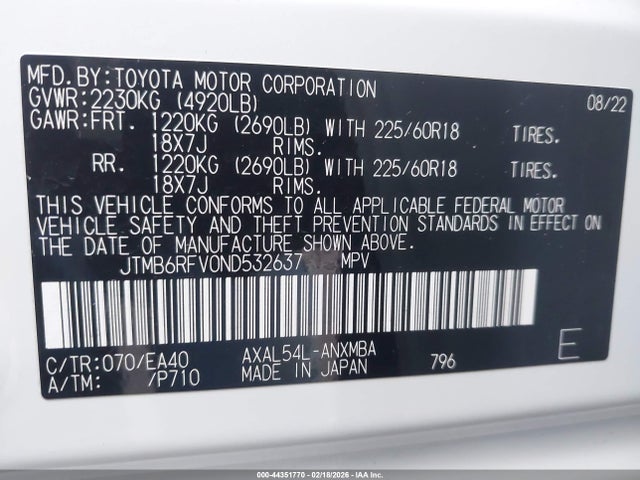 MFD.BY:TOYOTA MOTOR CORPORATION 08/22
GVWR:2230KG (4920LB)
GAWR:FRT. 1220KG (2690LB) WITH 225/60R18 TIRES.
18X7J RIMS.
RR. 1220KG (2690LB) WITH 225/60R18 TIRES.
18X7J RIMS.
THIS VEHICLE CONFORMS TO ALL APPLICABLE FEDERAL MOTOR
VEHICLE SAFETY AND THEFT PREVENTION STANDARDS IN EFFECT ON
THE DATE OF MANUFACTURE SHOWN ABOVE.
JTMB6RFV0ND532637 MPV
C/TR:070/EA40 AXAL54L-ANXMBA 796 E
A/TM: /P710 MADE IN JAPAN
000-44351770 - 02/18/2026 - IAAI, Inc.